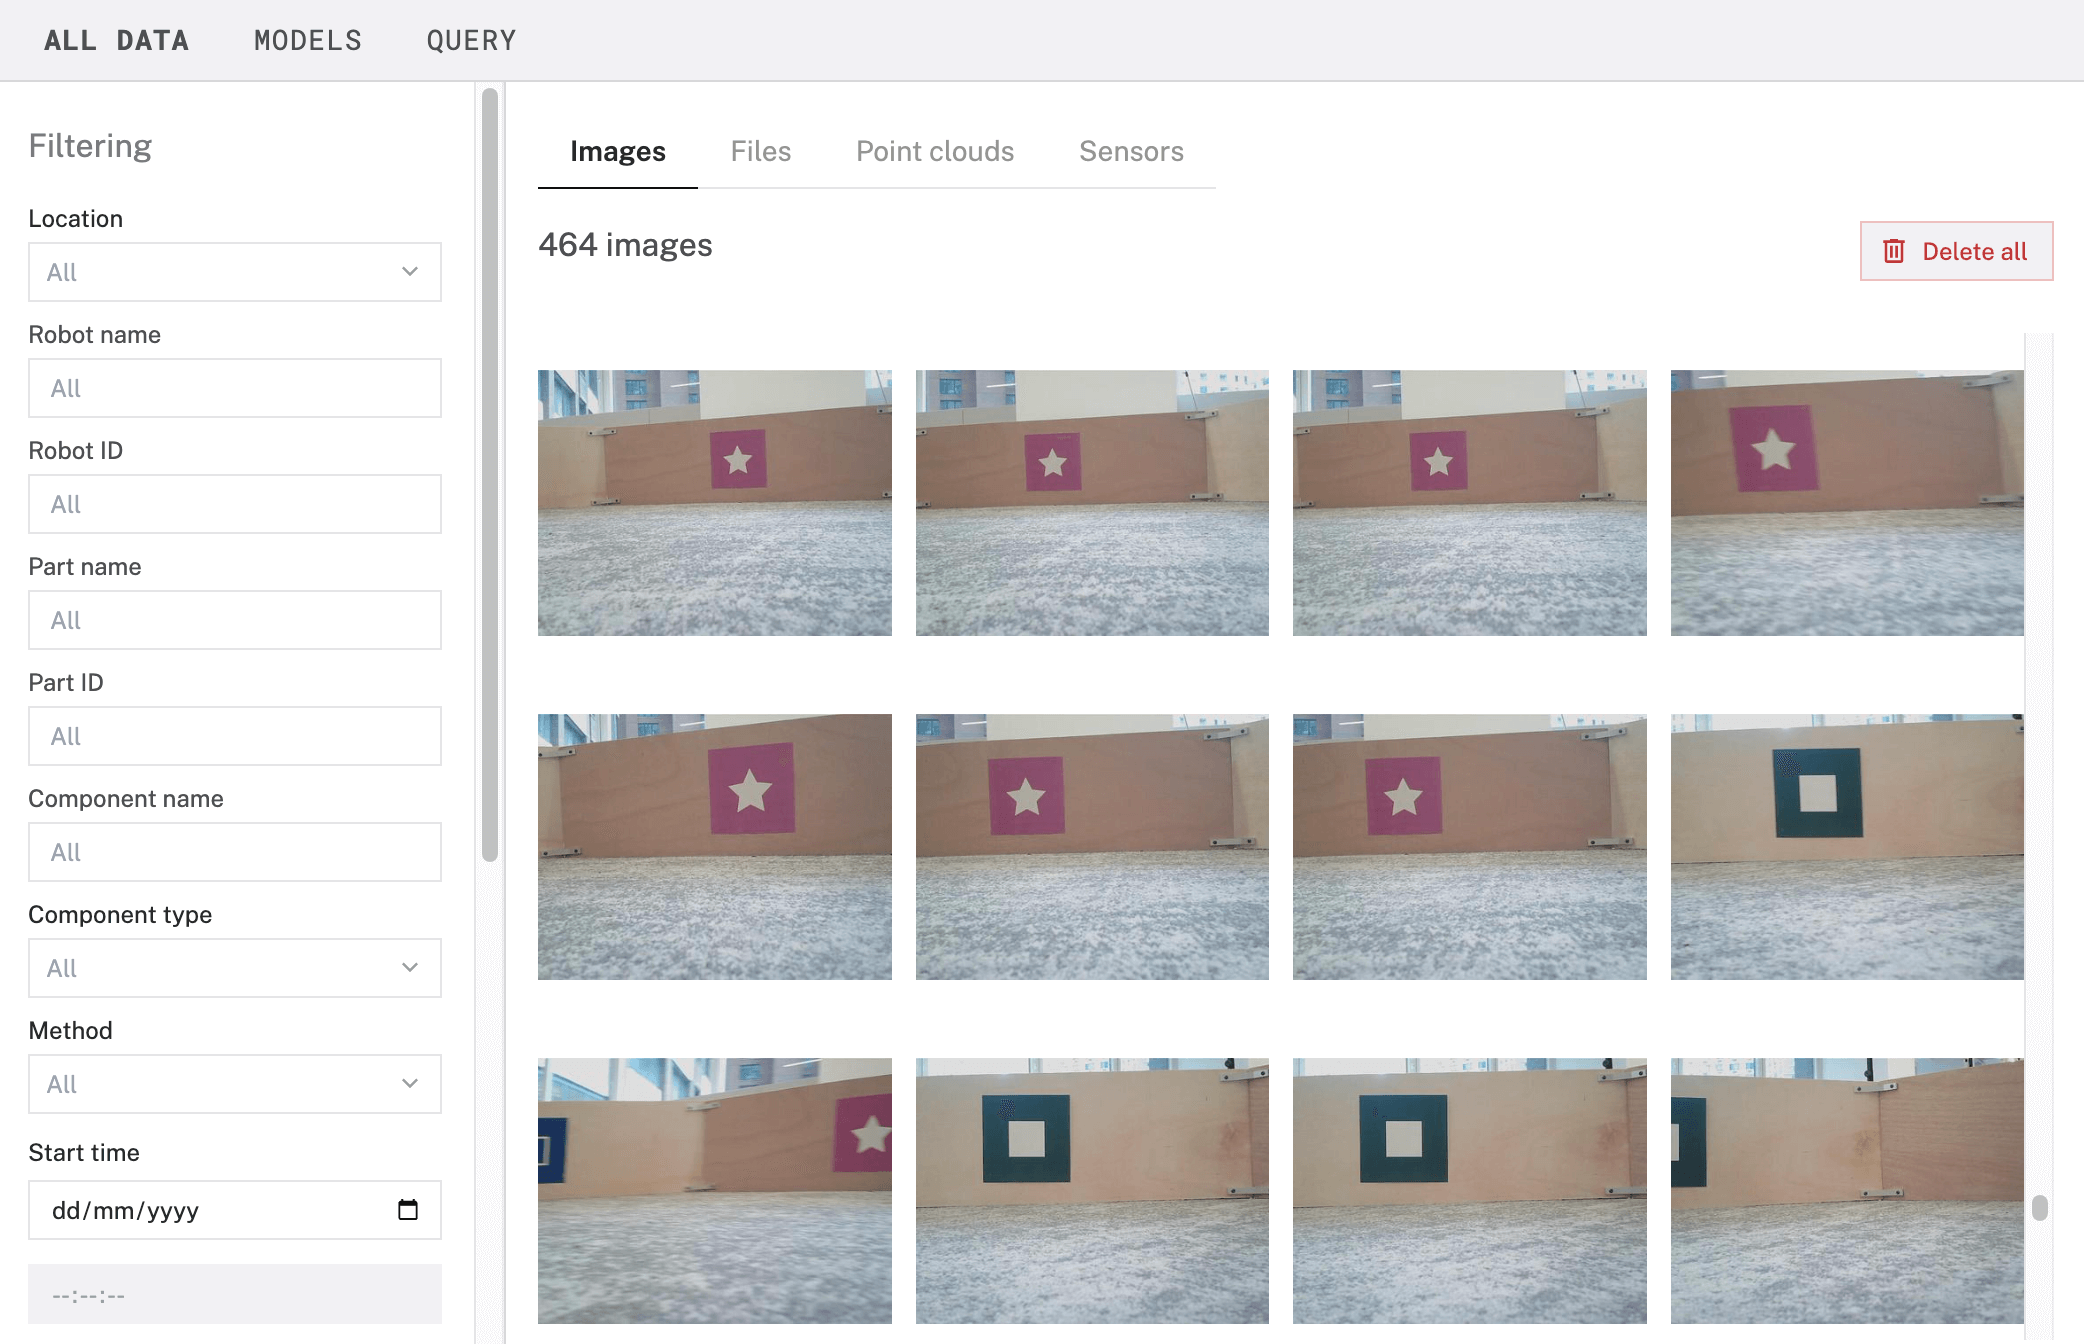 ALL DATA MODELS QUERY
Filtering
Location
All
Robot name
All
Robot ID
All
Part name
All
Part ID
All
Component name
All
Component type
All
Method
All
Start time
dd/mm/yyyy
--:--:--
Images Files Point clouds Sensors
464 images
Delete all